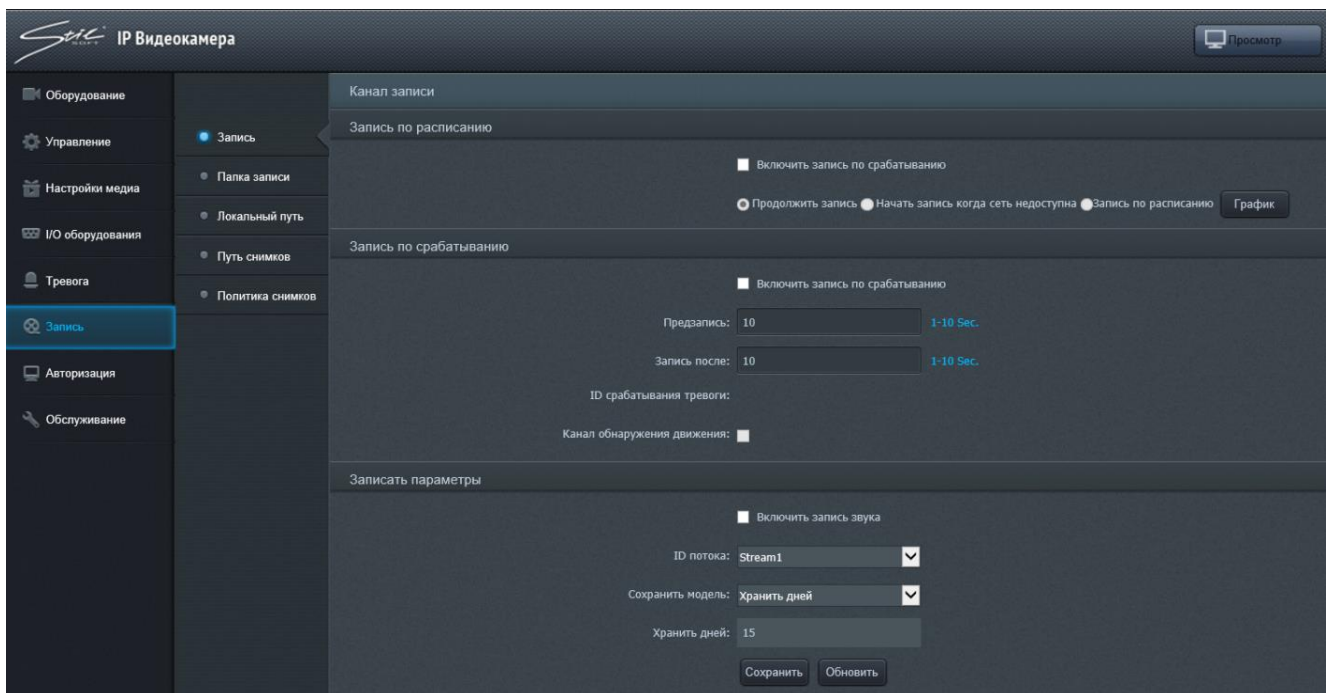 Stil SOFT IP Видеокамера
Просмотр
Оборудование
Управление
Настройки медиа
I/O оборудования
Тревога
Запись
Авторизация
Обслуживание
Запись
Папка записи
Локальный путь
Путь снимков
Политика снимков
Канал записи
Запись по расписанию
Включить запись по срабатыванию
Продолжить запись Начать запись когда сеть недоступна Запись по расписанию График
Запись по срабатыванию
Включить запись по срабатыванию
Предзапись: 10 1-10 Sec.
Запись после: 10 1-10 Sec.
ID срабатывания тревоги:
Канал обнаружения движения:
Записать параметры
Включить запись звука
ID потока: Stream1
Сохранить модель: Хранить дней
Хранить дней: 15
Сохранить Обновить